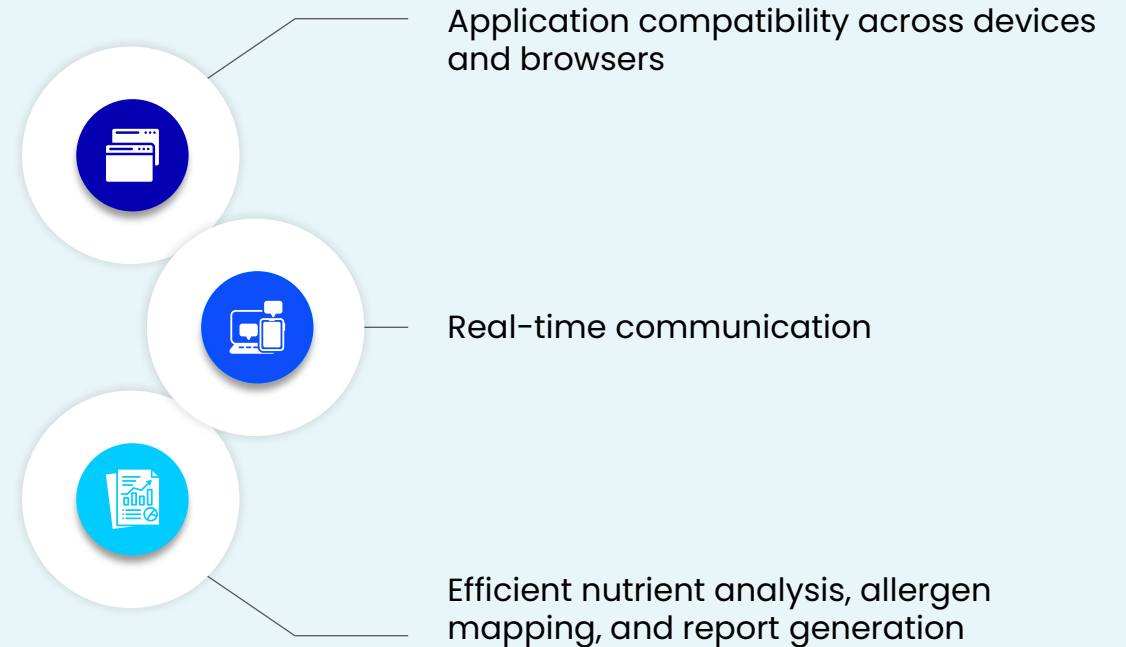 Application compatibility across devices
and browsers
Real-time communication
Efficient nutrient analysis, allergen
mapping, and report generation